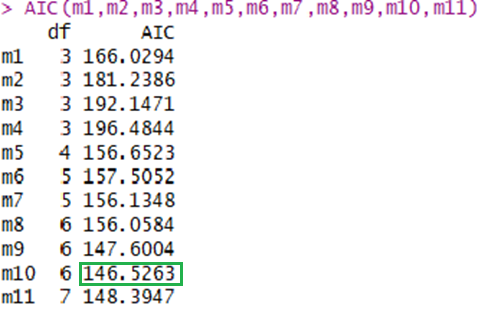 > AIC(m1,m2,m3,m4,m5,m6,m7,m8,m9,m10,m11)
df AIC
m1 3 166.0294
m2 3 181.2386
m3 3 192.1471
m4 3 196.4844
m5 4 156.6523
m6 5 157.5052
m7 5 156.1348
m8 6 156.0584
m9 6 147.6004
m10 6 146.5263
m11 7 148.3947